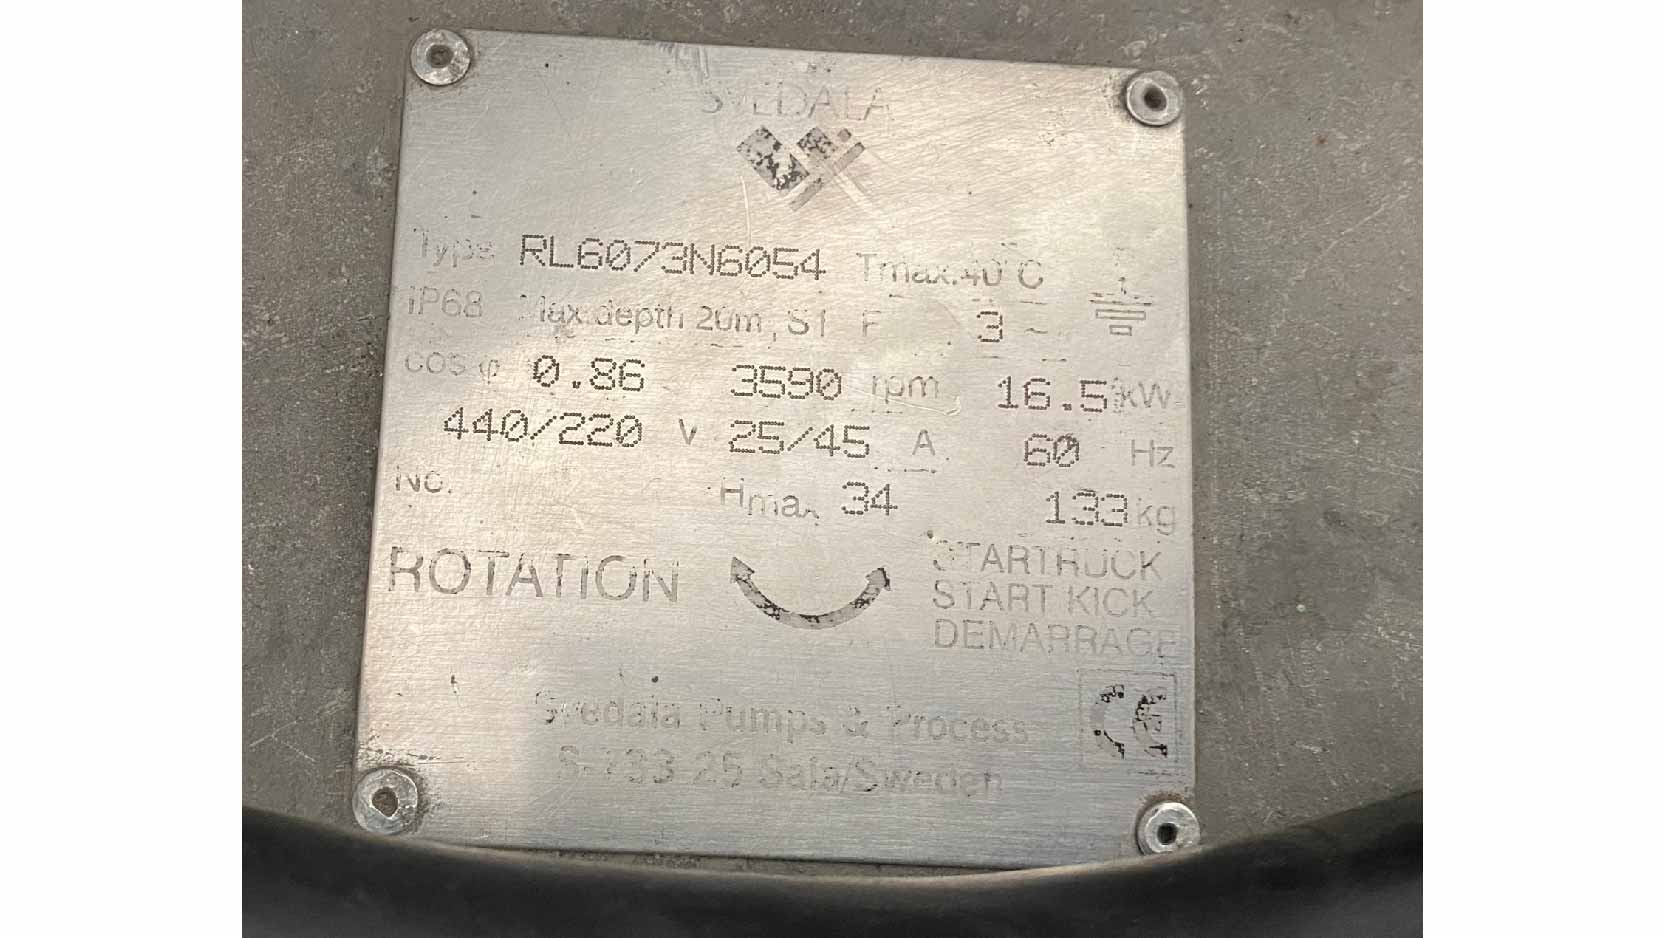 SVEDALA
Type RL6073N6054 Tmax.40°C
IP68 Max depth 20m, S1 F 3 ~
cos φ 0.86 3590 rpm 16.5 kW
440/220 V 25/45 A 60 Hz
No. Hmax 34 133 kg
ROTATION
STARTRUCK
START KICK
DEMARRAGE
Svedala Pumps & Process
S-733 25 Sala/Sweden
CE